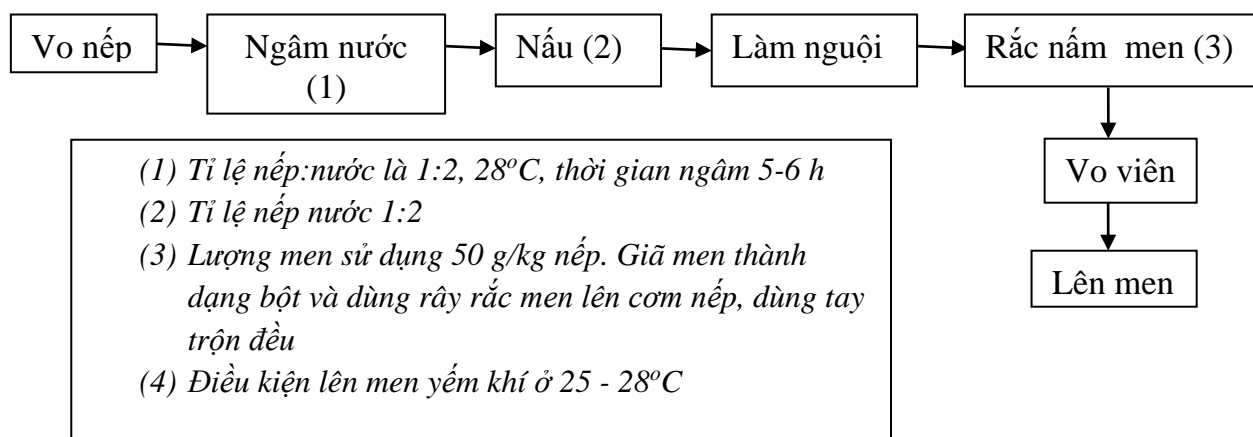 Vo nếp
Ngâm nước
(1)
Nấu (2)
Làm nguội
Rắc nấm men (3)
Vo viên
Lên men
(1) Tỉ lệ nếp:nước là 1:2, 28°C, thời gian ngâm 5-6 h
(2) Tỉ lệ nếp nước 1:2
(3) Lượng men sử dụng 50 g/kg nếp. Giã men thành
dạng bột và dùng rây rắc men lên cơm nếp, dùng tay
trộn đều
(4) Điều kiện lên men yếm khí ở 25 - 28°C